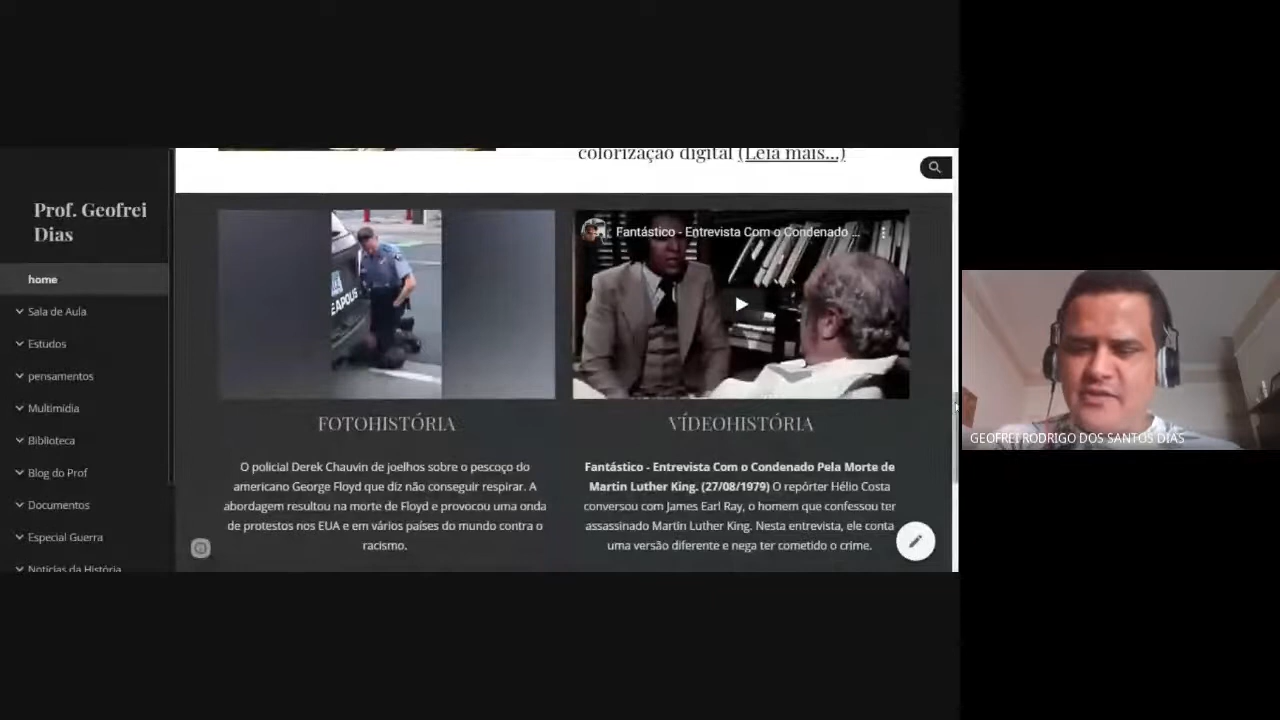 colorização digital (Leia mais...)
Prof. Geofrei
Dias
home
Sala de Aula
Estudos
pensamentos
Multimídia
Biblioteca
Blog do Prof
Documentos
Especial Guerra
Notícias da História
EAPOLIS
Fantástico - Entrevista Com o Condenado ...
FOTOHISTÓRIA
O policial Derek Chauvin de joelhos sobre o pescoço do
americano George Floyd que diz não conseguir respirar. A
abordagem resultou na morte de Floyd e provocou uma onda
de protestos nos EUA e em vários países do mundo contra o
racismo.
VÍDEOHISTÓRIA
Fantástico - Entrevista Com o Condenado Pela Morte de
Martin Luther King. (27/08/1979) O repórter Hélio Costa
conversou com James Earl Ray, o homem que confessou ter
assassinado Martin Luther King. Nesta entrevista, ele conta
uma versão diferente e nega ter cometido o crime.
GEOFREI RODRIGO DOS SANTOS DIAS